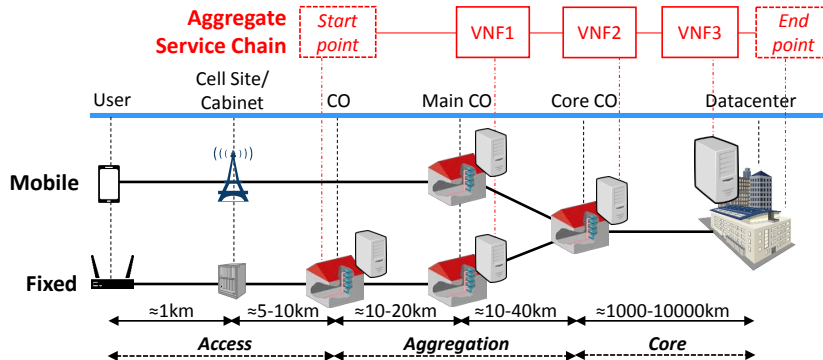 Aggregate
Service Chain
Start
point
VNF1
VNF2
VNF3
End
point
User
Cell Site/
Cabinet
CO
Main CO
Core CO
Datacenter
Mobile
Fixed
≈1km
≈5-10km
≈10-20km
≈10-40km
≈1000-10000km
Access
Aggregation
Core